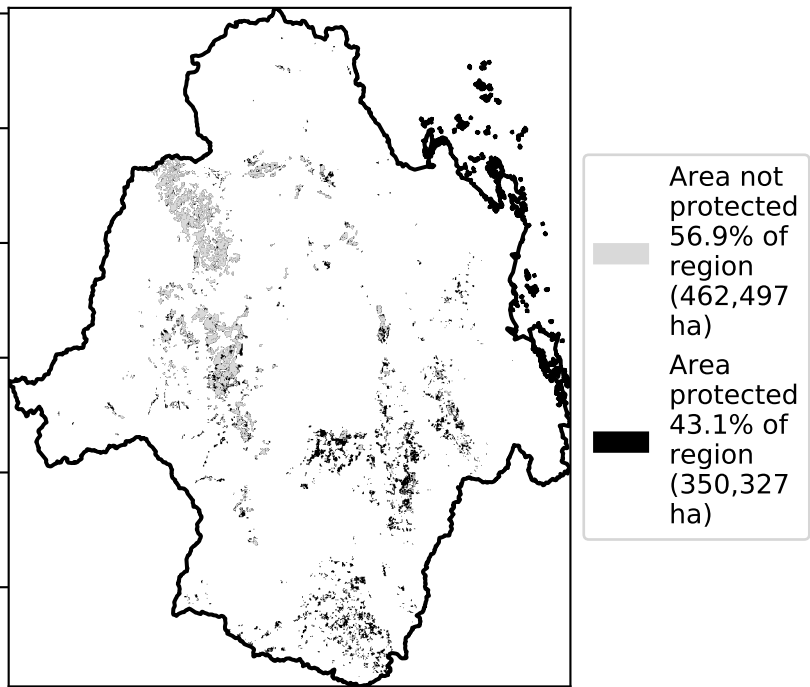 Area not
protected
56.9% of
region
(462,497
ha)
Area
protected
43.1% of
region
(350,327
ha)